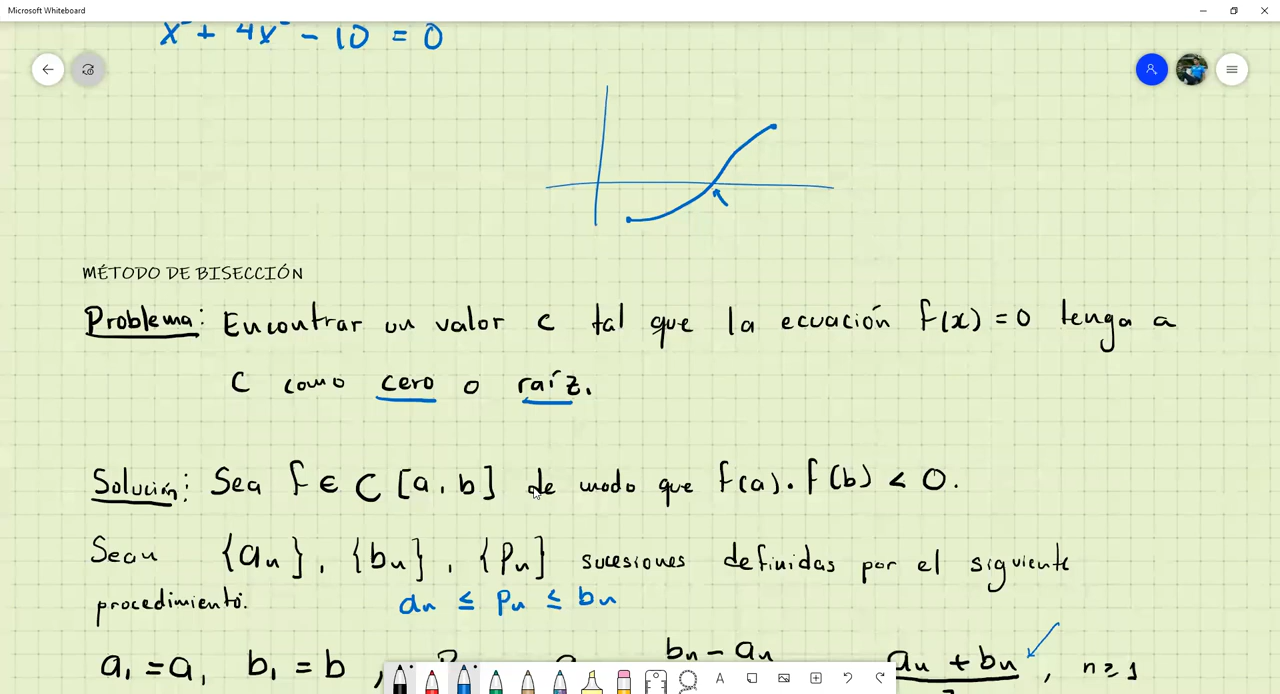 Microsoft Whiteboard
x + 4x - 10 = 0
MÉTODO DE BISECCIÓN
Problema: Encontrar un valor c tal que la ecuación f(x) = 0 tenga a
C como cero o raíz.
Solución: Sea f ∈ C [a, b] de modo que f(a) . f(b) < 0.
Sean {an}, {bn}, {Pn} sucesiones definidas por el siguiente
procedimiento. an ≤ Pn ≤ bn
a1 = a, b1 = b, bn - an an + bn, n ≥ 1
A